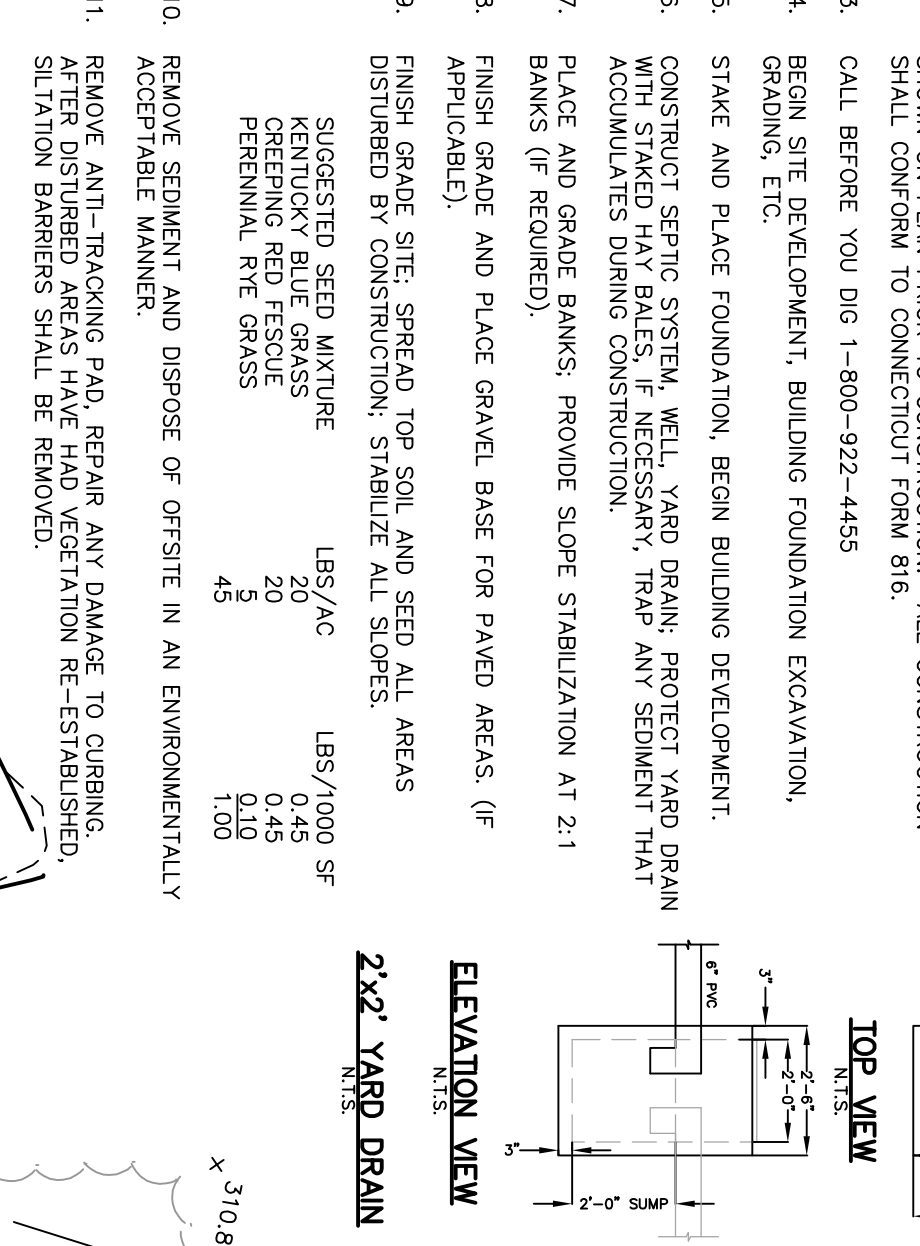 SHALL CONFORM TO CONNECTICUT FORM 816.
3. CALL BEFORE YOU DIG 1-800-922-4455
4. BEGIN SITE DEVELOPMENT, BUILDING FOUNDATION EXCAVATION,
GRADING, ETC.
5. STAKE AND PLACE FOUNDATION, BEGIN BUILDING DEVELOPMENT.
6. CONSTRUCT SEPTIC SYSTEM, WELL, YARD DRAIN; PROTECT YARD DRAIN
WITH STAKED HAY BALES, IF NECESSARY, TRAP ANY SEDIMENT THAT
ACCUMULATES DURING CONSTRUCTION.
7. PLACE AND GRADE BANKS; PROVIDE SLOPE STABILIZATION AT 2:1
BANKS (IF REQUIRED).
8. FINISH GRADE AND PLACE GRAVEL BASE FOR PAVED AREAS. (IF
APPLICABLE).
9. FINISH GRADE SITE; SPREAD TOP SOIL AND SEED ALL AREAS
DISTURBED BY CONSTRUCTION; STABILIZE ALL SLOPES.
SUGGESTED SEED MIXTURE LBS/AC LBS/1000 SF
KENTUCKY BLUE GRASS 20 0.45
CREEPING RED FESCUE 20 0.45
PERENNIAL RYE GRASS 5 0.10
45 1.00
10. REMOVE SEDIMENT AND DISPOSE OF OFFSITE IN AN ENVIRONMENTALLY
ACCEPTABLE MANNER.
11. REMOVE ANTI-TRACKING PAD, REPAIR ANY DAMAGE TO CURBING.
AFTER DISTURBED AREAS HAVE HAD VEGETATION RE-ESTABLISHED,
SILTATION BARRIERS SHALL BE REMOVED.
TOP VIEW
N.T.S.
2'-6"
2'-0"
3"
6" PVC
2'-0" SUMP
3"
ELEVATION VIEW
N.T.S.
2'x2' YARD DRAIN
N.T.S.
x 310.8